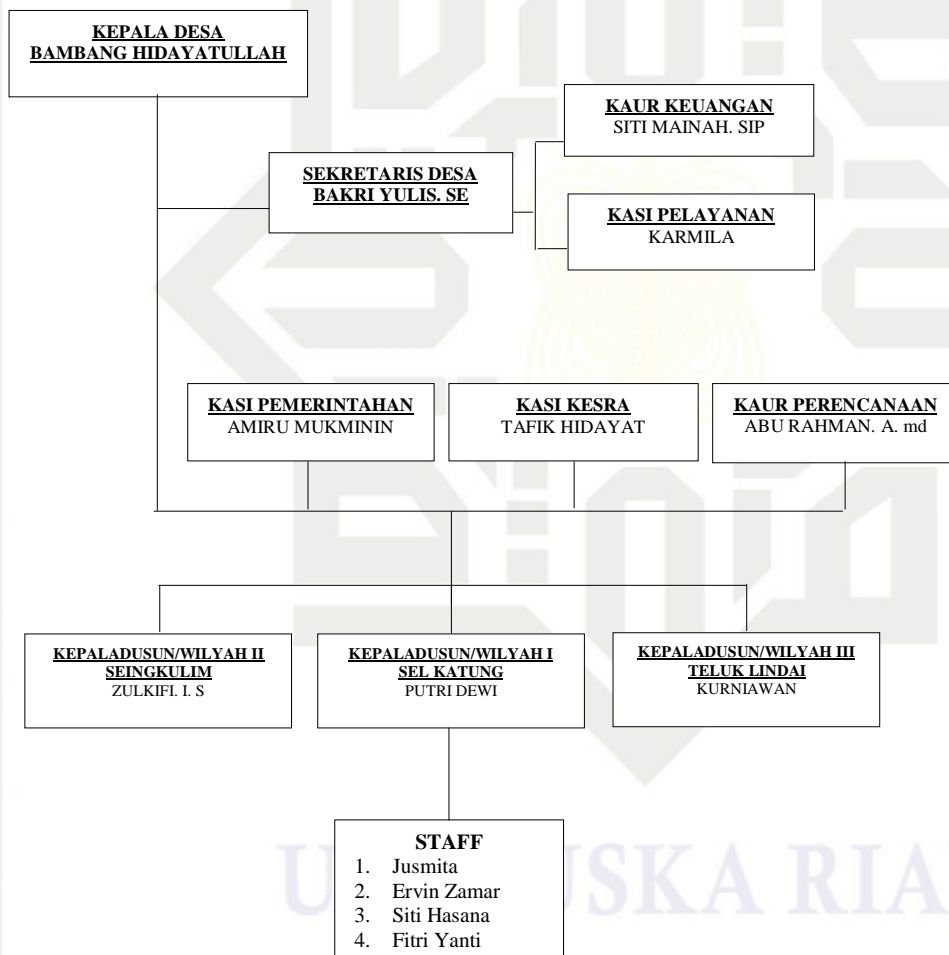 KEPALA DESA
BAMBANG HIDAYATULLAH
KAUR KEUANGAN
SITI MAINAH. SIP
SEKRETARIS DESA
BAKRI YULIS. SE
KASI PELAYANAN
KARMILA
KASI PEMERINTAHAN
AMIRU MUKMININ
KASI KESRA
TAFIK HIDAYAT
KAUR PERENCANAAN
ABU RAHMAN. A. md
KEPALADUSUN/WILYAH II
SEINGKULIM
ZULKIFI. I. S
KEPALADUSUN/WILYAH I
SEL KATUNG
PUTRI DEWI
KEPALADUSUN/WILYAH III
TELUK LINDAI
KURNIAWAN
STAFF
1. Jusmita
2. Ervin Zamar
3. Siti Hasana
4. Fitri Yanti